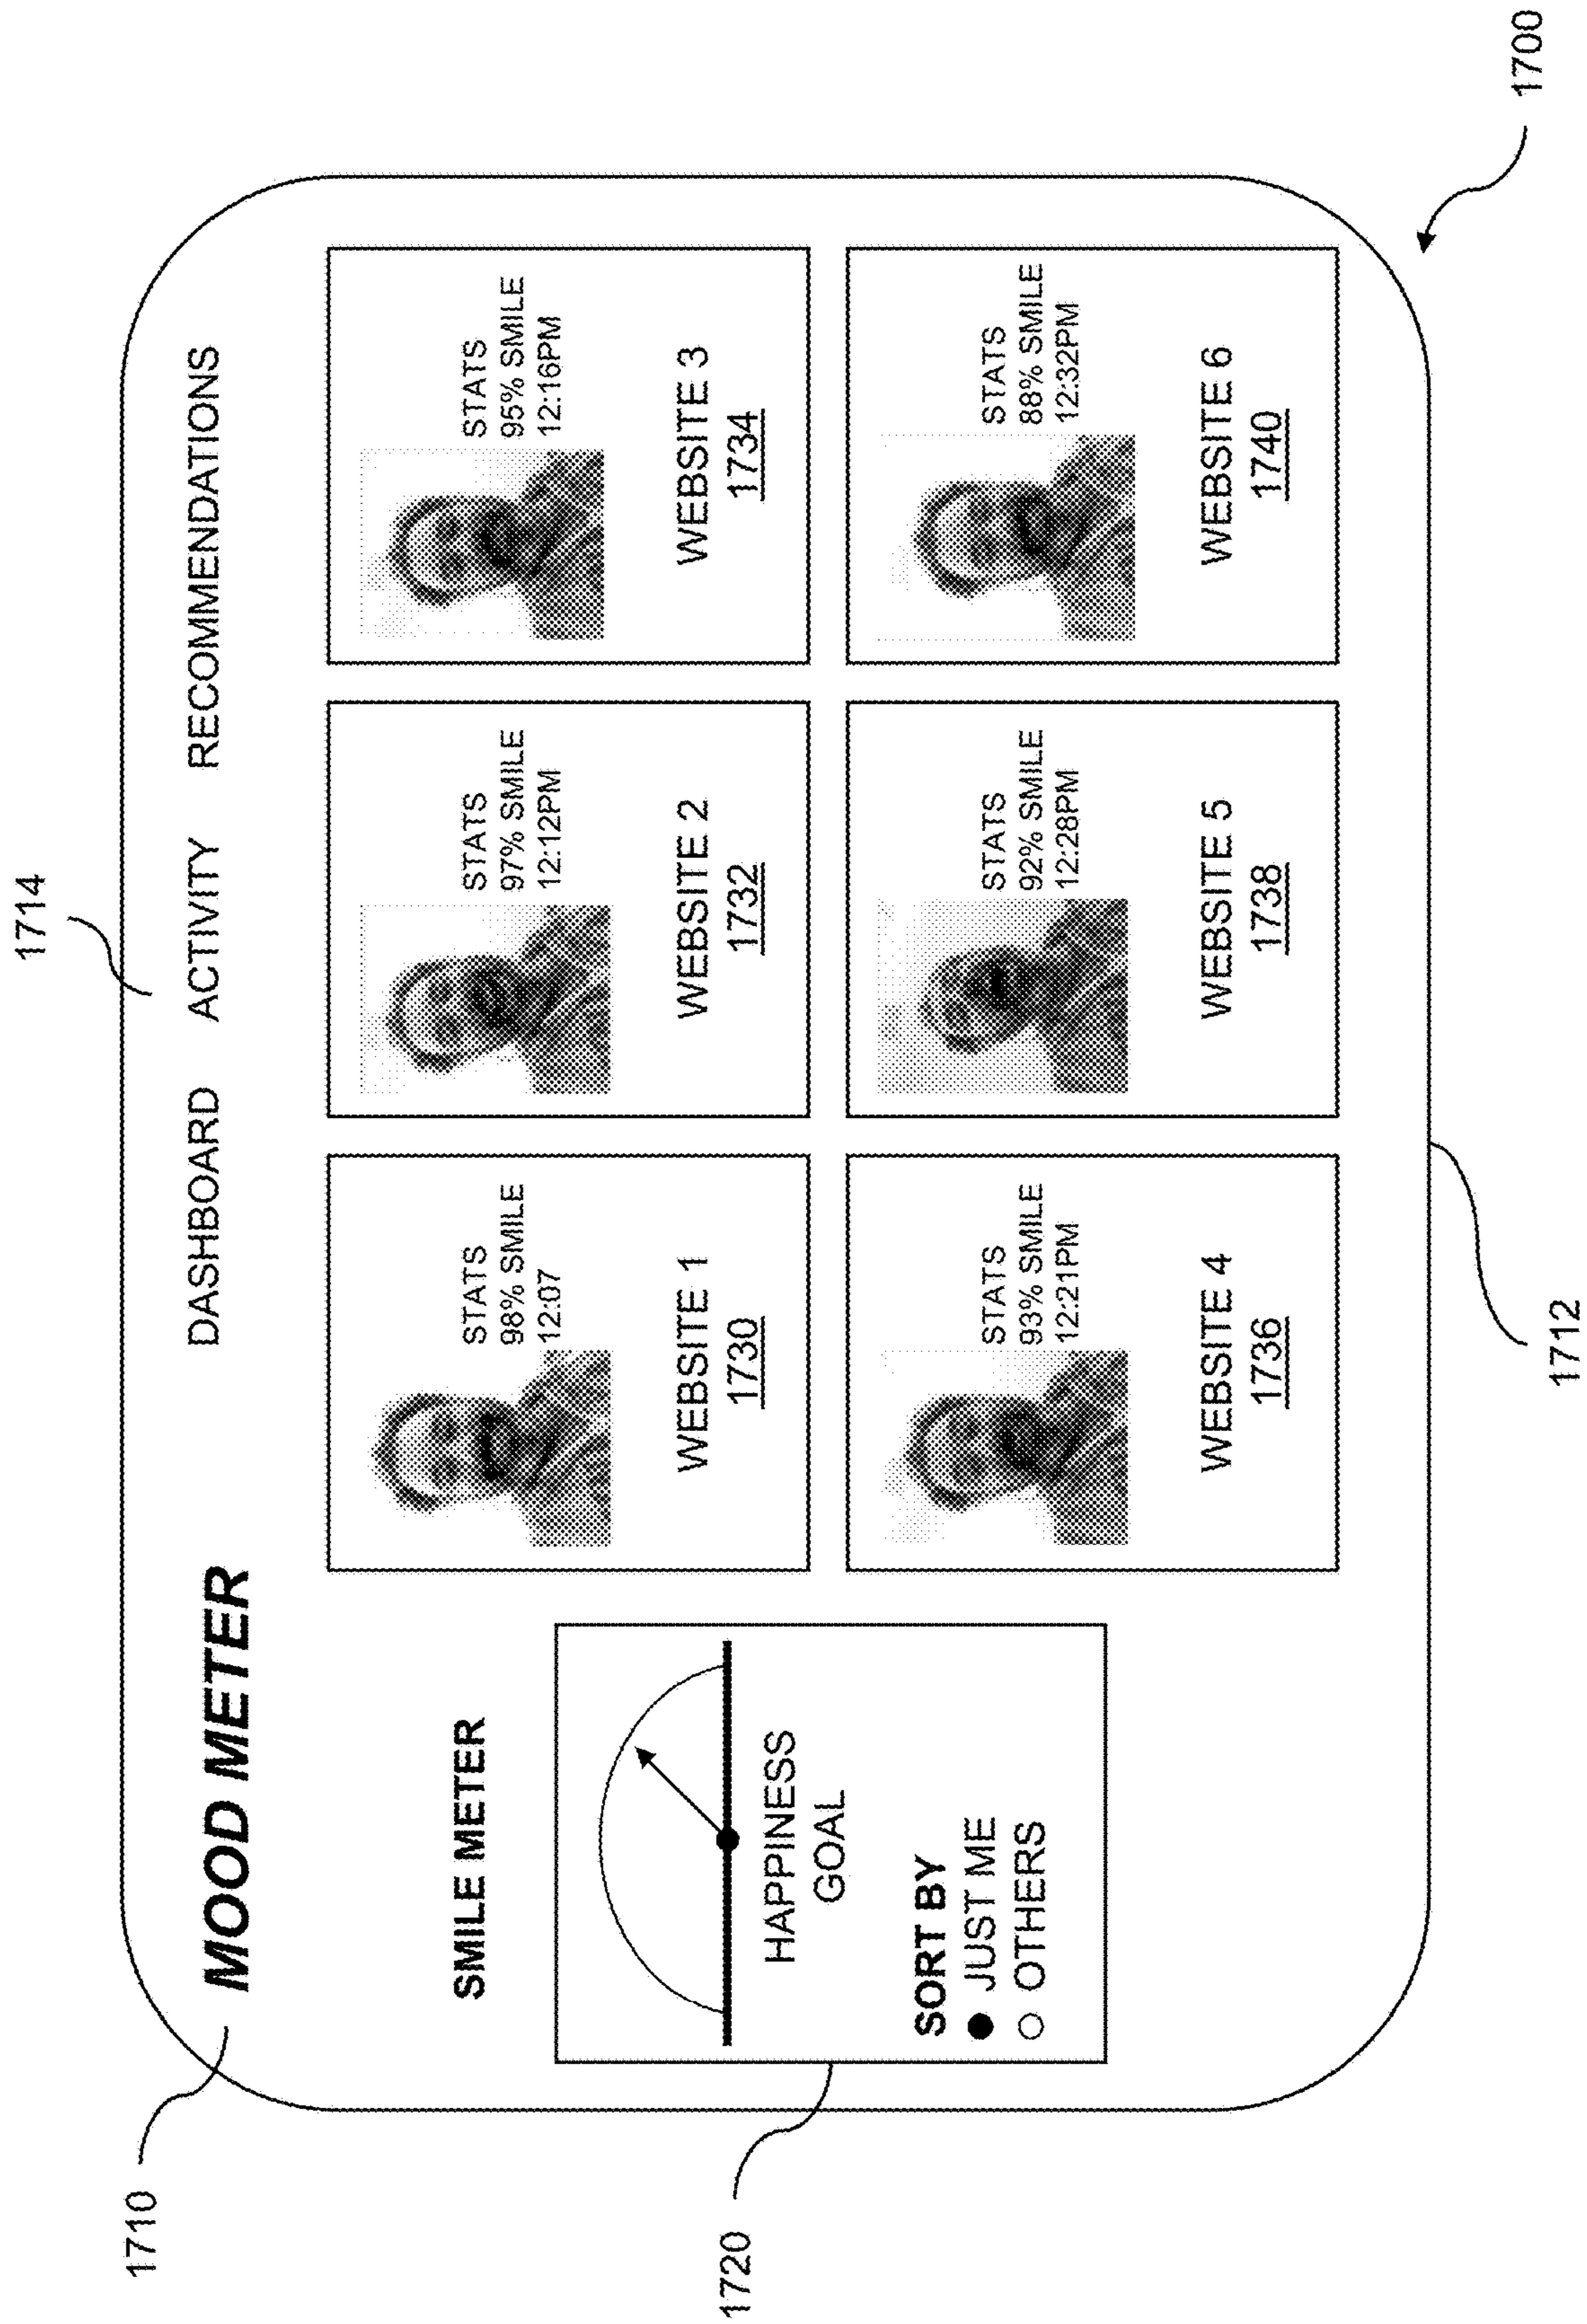 1714
1710
MOOD METER
DASHBOARD ACTIVITY RECOMMENDATIONS
SMILE METER
HAPPINESS
GOAL
SORT BY
● JUST ME
○ OTHERS
1720
STATS
98% SMILE
12:07
WEBSITE 1
1730
STATS
97% SMILE
12:12PM
WEBSITE 2
1732
STATS
95% SMILE
12:16PM
WEBSITE 3
1734
STATS
93% SMILE
12:21PM
WEBSITE 4
1736
STATS
92% SMILE
12:28PM
WEBSITE 5
1738
STATS
88% SMILE
12:32PM
WEBSITE 6
1740
1712
1700